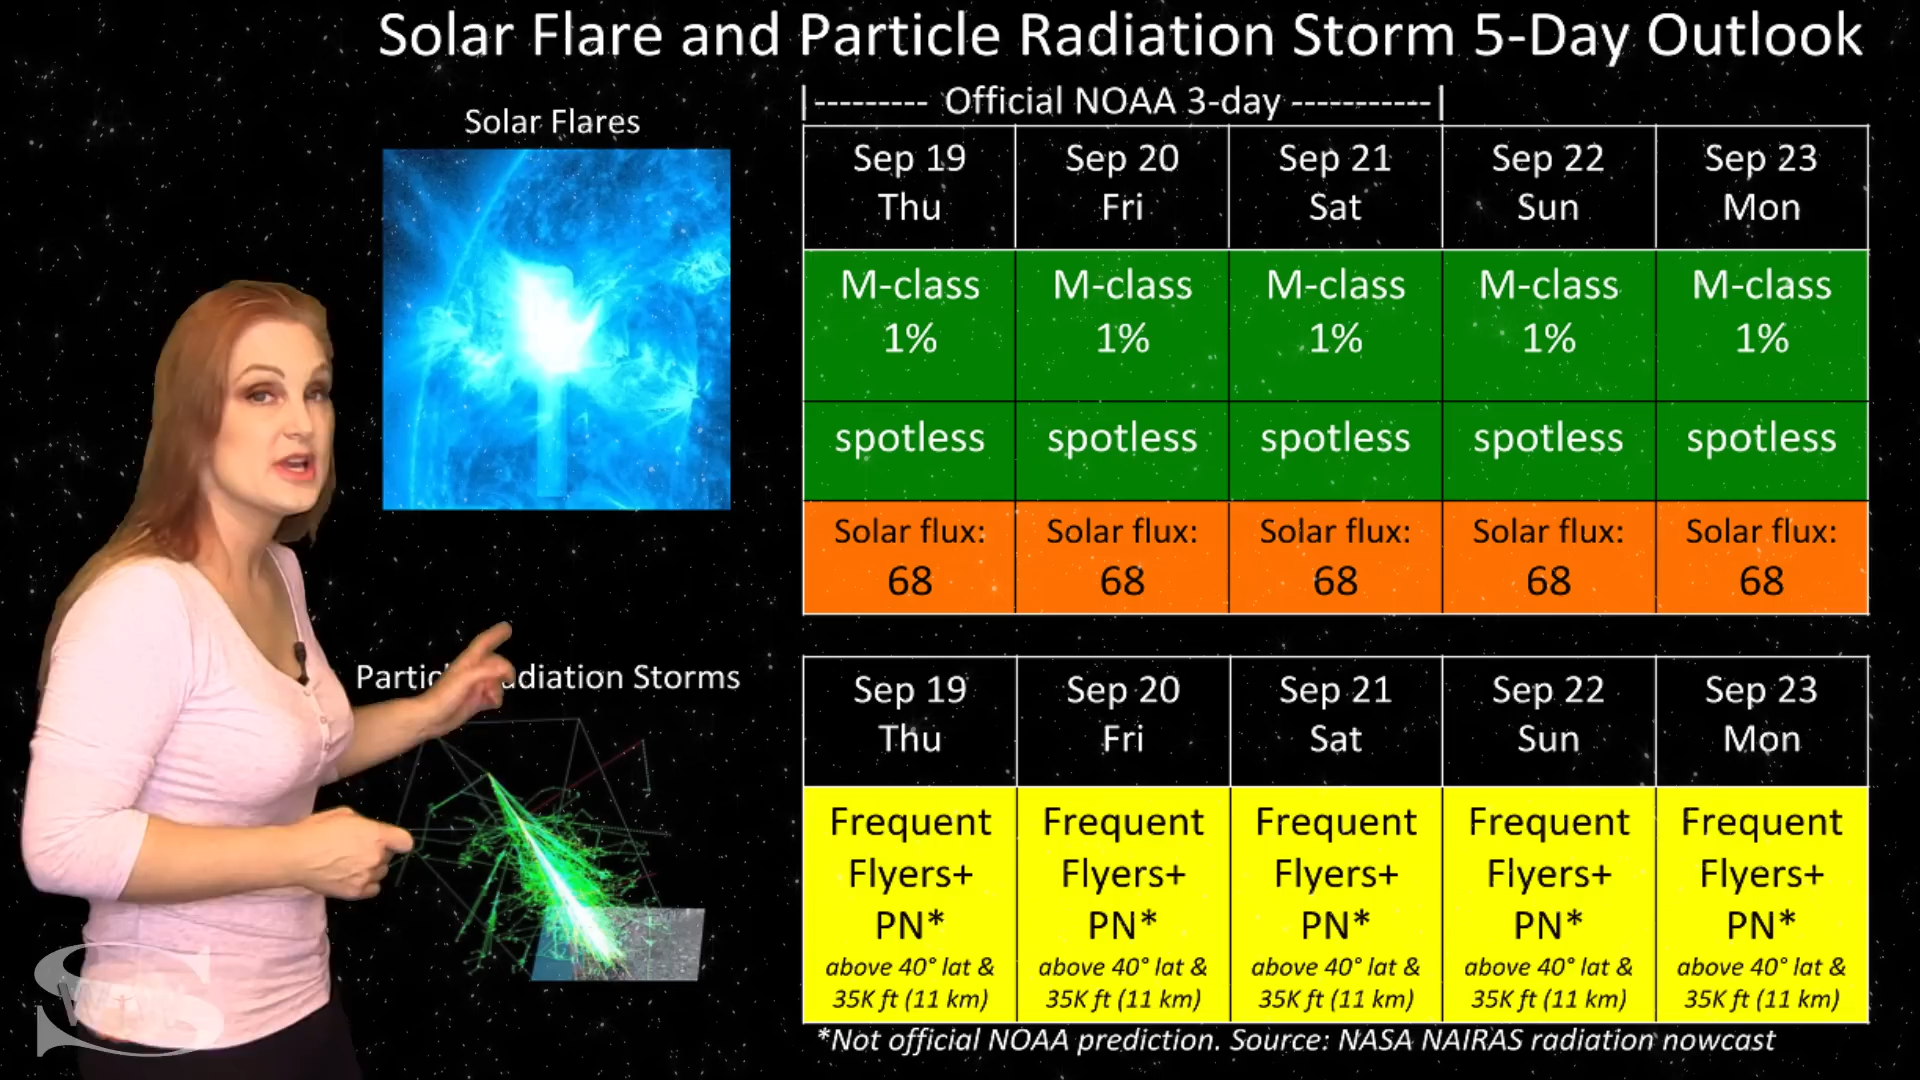 Solar Flare and Particle Radiation Storm 5-Day Outlook
|--------- Official NOAA 3-day -----------|
Solar Flares
Sep 19 Sep 20 Sep 21 Sep 22 Sep 23
Thu Fri Sat Sun Mon
M-class M-class M-class M-class M-class
1% 1% 1% 1% 1%
spotless spotless spotless spotless spotless
Solar flux: Solar flux: Solar flux: Solar flux: Solar flux:
68 68 68 68 68
Radiation Storms
Sep 19 Sep 20 Sep 21 Sep 22 Sep 23
Thu Fri Sat Sun Mon
Frequent Frequent Frequent Frequent Frequent
Flyers+ Flyers+ Flyers+ Flyers+ Flyers+
PN* PN* PN* PN* PN*
above 40° lat & above 40° lat & above 40° lat & above 40° lat & above 40° lat &
35K ft (11 km) 35K ft (11 km) 35K ft (11 km) 35K ft (11 km) 35K ft (11 km)
*Not official NOAA prediction. Source: NASA NAIRAS radiation nowcast